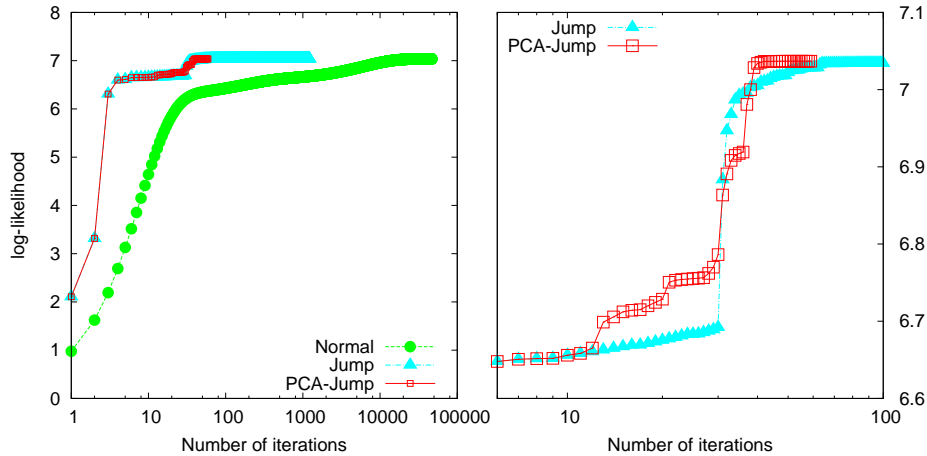 log-likelihood
8
7
6
5
4
3
2
1
0
Normal
Jump
PCA-Jump
1
10
100
1000
10000
100000
Number of iterations
Jump
PCA-Jump
7.1
7
6.9
6.8
6.7
6.6
10
100
Number of iterations